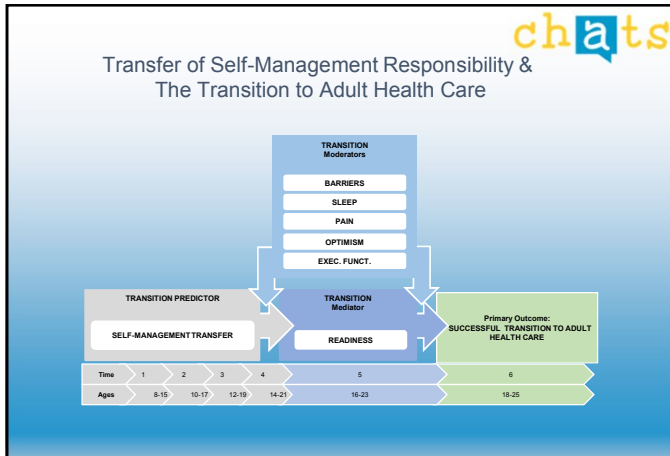 chats
Transfer of Self-Management Responsibility &
The Transition to Adult Health Care
TRANSITION
Moderators
BARRIERS
SLEEP
PAIN
OPTIMISM
EXEC. FUNCT.
TRANSITION PREDICTOR
SELF-MANAGEMENT TRANSFER
TRANSITION
Mediator
READINESS
Primary Outcome:
SUCCESSFUL TRANSITION TO ADULT
HEALTH CARE
Time 1 2 3 4 5 6
Ages 8-15 10-17 12-19 14-21 16-23 18-25